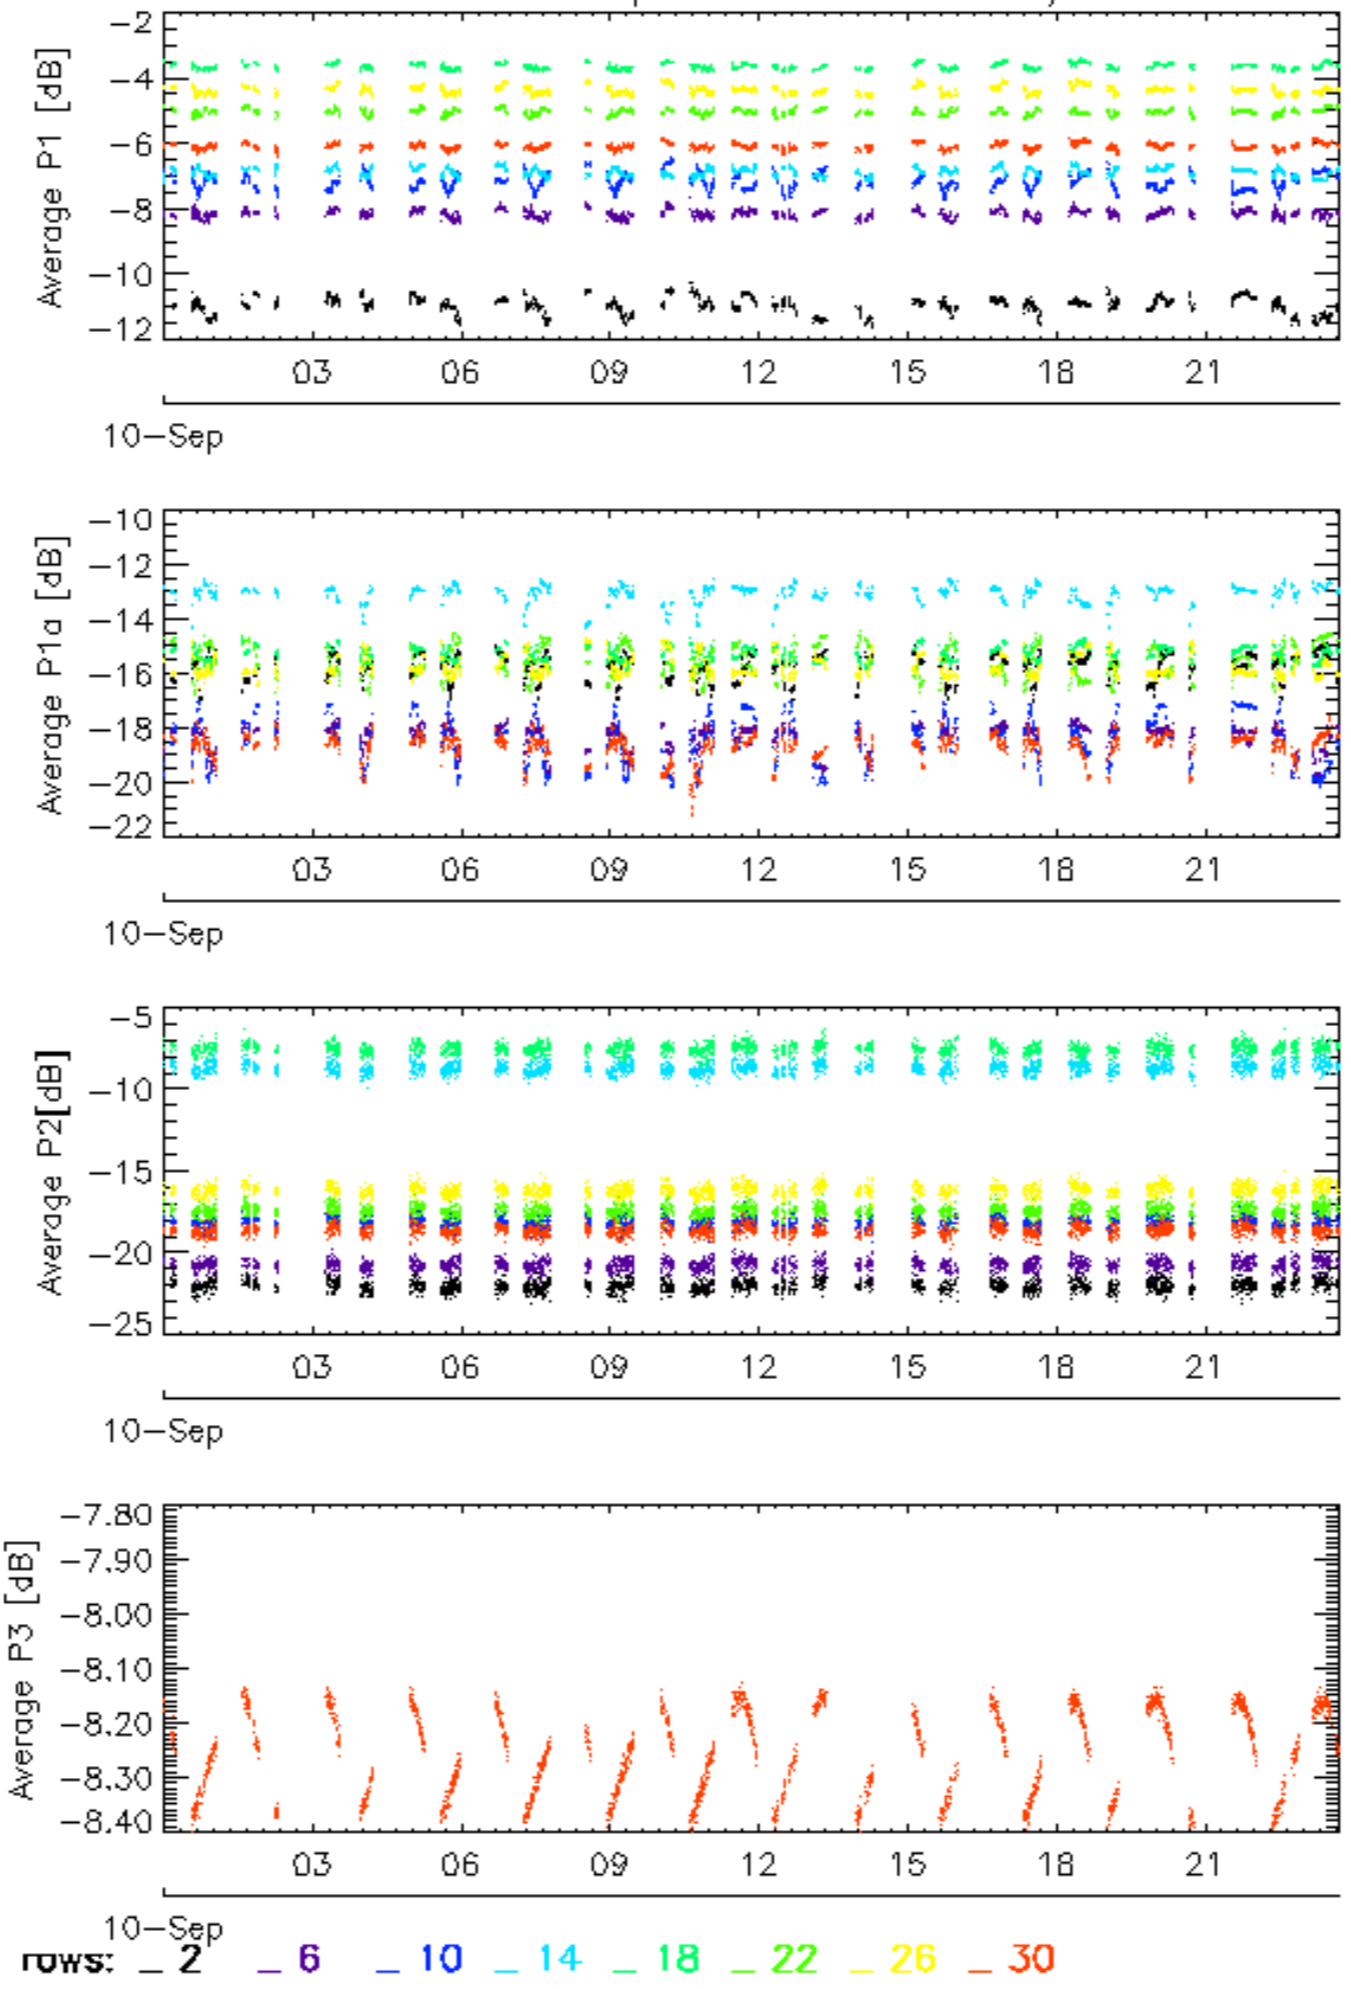 -2
-4
-6
-8
-10
-12
Average P1 [dB]
03 06 09 12 15 18 21
10-Sep
-10
-12
-14
-16
-18
-20
-22
Average P1a [dB]
03 06 09 12 15 18 21
10-Sep
-5
-10
-15
-20
-25
Average P2[dB]
03 06 09 12 15 18 21
10-Sep
-7.80
-7.90
-8.00
-8.10
-8.20
-8.30
-8.40
Average P3 [dB]
03 06 09 12 15 18 21
10-Sep
rows: _ 2 _ 6 _ 10 _ 14 _ 18 _ 22 _ 26 _ 30